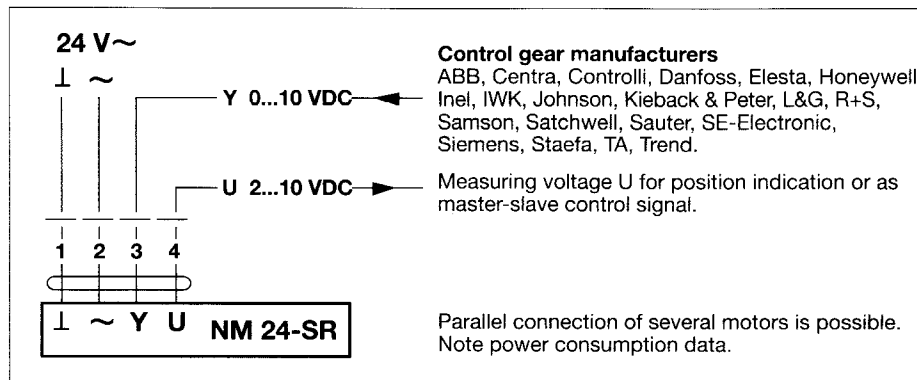 24 V~
⊥ ~
Y 0...10 VDC
U 2...10 VDC
1 2 3 4
⊥ ~ Y U NM 24-SR
Control gear manufacturers
ABB, Centra, Controlli, Danfoss, Elesta, Honeywell
Inel, IWK, Johnson, Kieback & Peter, L&G, R+S,
Samson, Satchwell, Sauter, SE-Electronic,
Siemens, Staefa, TA, Trend.
Measuring voltage U for position indication or as
master-slave control signal.
Parallel connection of several motors is possible.
Note power consumption data.